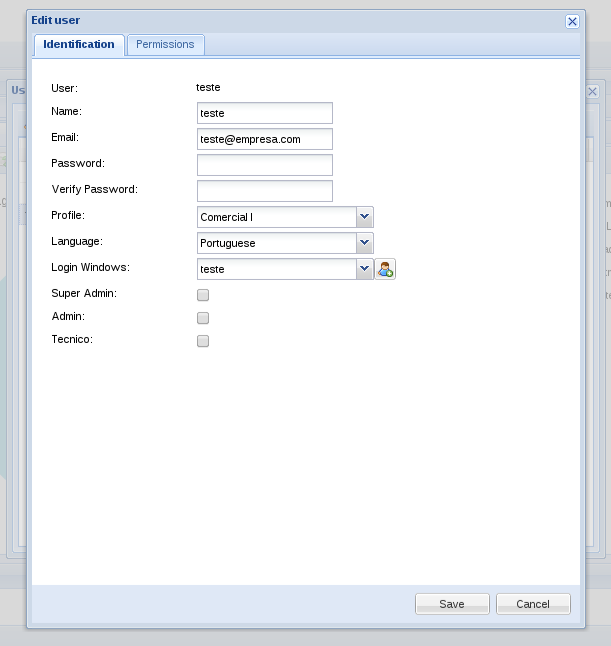 Edit user
Identification Permissions
User: teste
Name: teste
Email: teste@empresa.com
Password:
Verify Password:
Profile: Comercial I
Language: Portuguese
Login Windows: teste
Super Admin:
Admin:
Tecnico:
Save Cancel